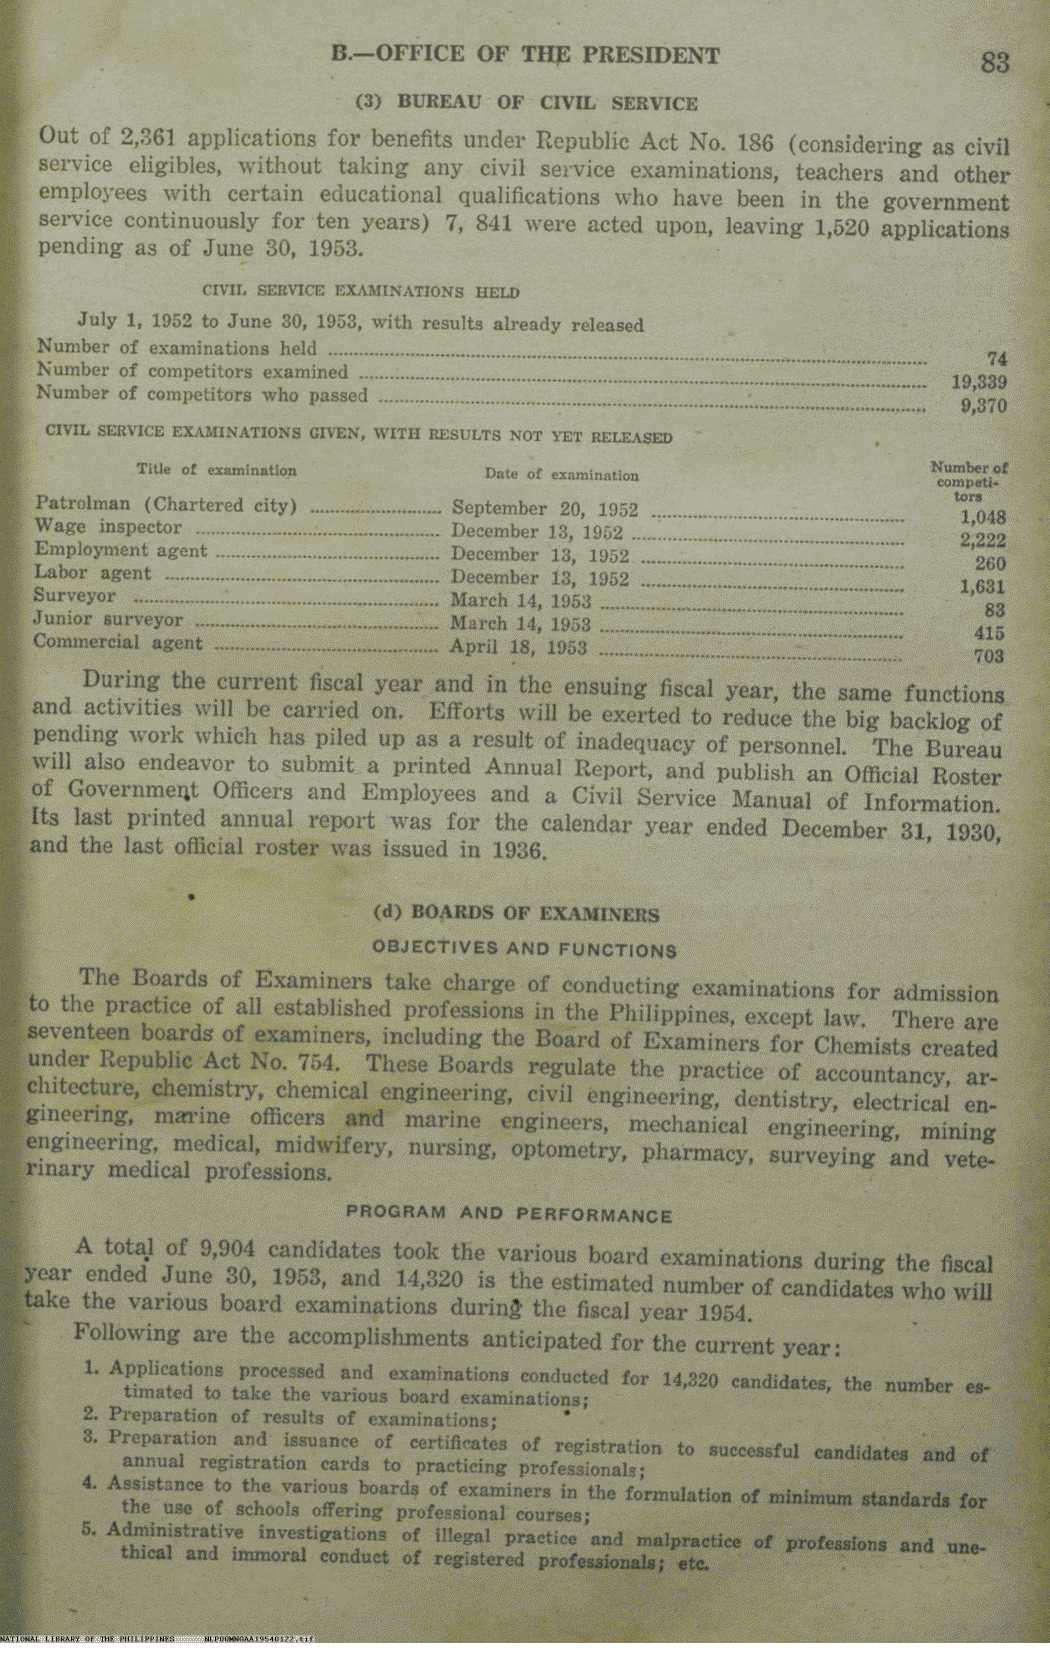 B.—OFFICE OF THE PRESIDENT
83
(3) BUREAU OF CIVIL SERVICE
Out of 2,361 applications for benefits under Republic Act No. 186 (considering as civil
service eligibles, without taking any civil service examinations, teachers and other
employees with certain educational qualifications who have been in the government
service continuously for ten years) 7, 841 were acted upon, leaving 1,520 applications
pending as of June 30, 1953.
CIVIL SERVICE EXAMINATIONS HELD
July 1, 1952 to June 30, 1953, with results already released
Number of examinations held 74
Number of competitors examined 19,339
Number of competitors who passed 9,370
CIVIL SERVICE EXAMINATIONS GIVEN, WITH RESULTS NOT YET RELEASED
Title of examination Date of examination Number of
competi-
tors
Patrolman (Chartered city) September 20, 1952 1,048
Wage inspector December 13, 1952 2,222
Employment agent December 13, 1952 260
Labor agent December 13, 1952 1,631
Surveyor March 14, 1953 83
Junior surveyor March 14, 1953 415
Commercial agent April 18, 1953 703
During the current fiscal year and in the ensuing fiscal year, the same functions
and activities will be carried on. Efforts will be exerted to reduce the big backlog of
pending work which has piled up as a result of inadequacy of personnel. The Bureau
will also endeavor to submit a printed Annual Report, and publish an Official Roster
of Government Officers and Employees and a Civil Service Manual of Information.
Its last printed annual report was for the calendar year ended December 31, 1930,
and the last official roster was issued in 1936.
(d) BOARDS OF EXAMINERS
OBJECTIVES AND FUNCTIONS
The Boards of Examiners take charge of conducting examinations for admission
to the practice of all established professions in the Philippines, except law. There are
seventeen boards of examiners, including the Board of Examiners for Chemists created
under Republic Act No. 754. These Boards regulate the practice of accountancy, ar-
chitecture, chemistry, chemical engineering, civil engineering, dentistry, electrical en-
gineering, marine officers and marine engineers, mechanical engineering, mining
engineering, medical, midwifery, nursing, optometry, pharmacy, surveying and vete-
rinary medical professions.
PROGRAM AND PERFORMANCE
A total of 9,904 candidates took the various board examinations during the fiscal
year ended June 30, 1953, and 14,320 is the estimated number of candidates who will
take the various board examinations during the fiscal year 1954.
Following are the accomplishments anticipated for the current year:
1. Applications processed and examinations conducted for 14,320 candidates, the number es-
timated to take the various board examinations;
2. Preparation of results of examinations;
3. Preparation and issuance of certificates of registration to successful candidates and of
annual registration cards to practicing professionals;
4. Assistance to the various boards of examiners in the formulation of minimum standards for
the use of schools offering professional courses;
5. Administrative investigations of illegal practice and malpractice of professions and une-
thical and immoral conduct of registered professionals; etc.
NATIONAL LIBRARY OF THE PHILIPPINES NLP00MN0AA19540122.tif